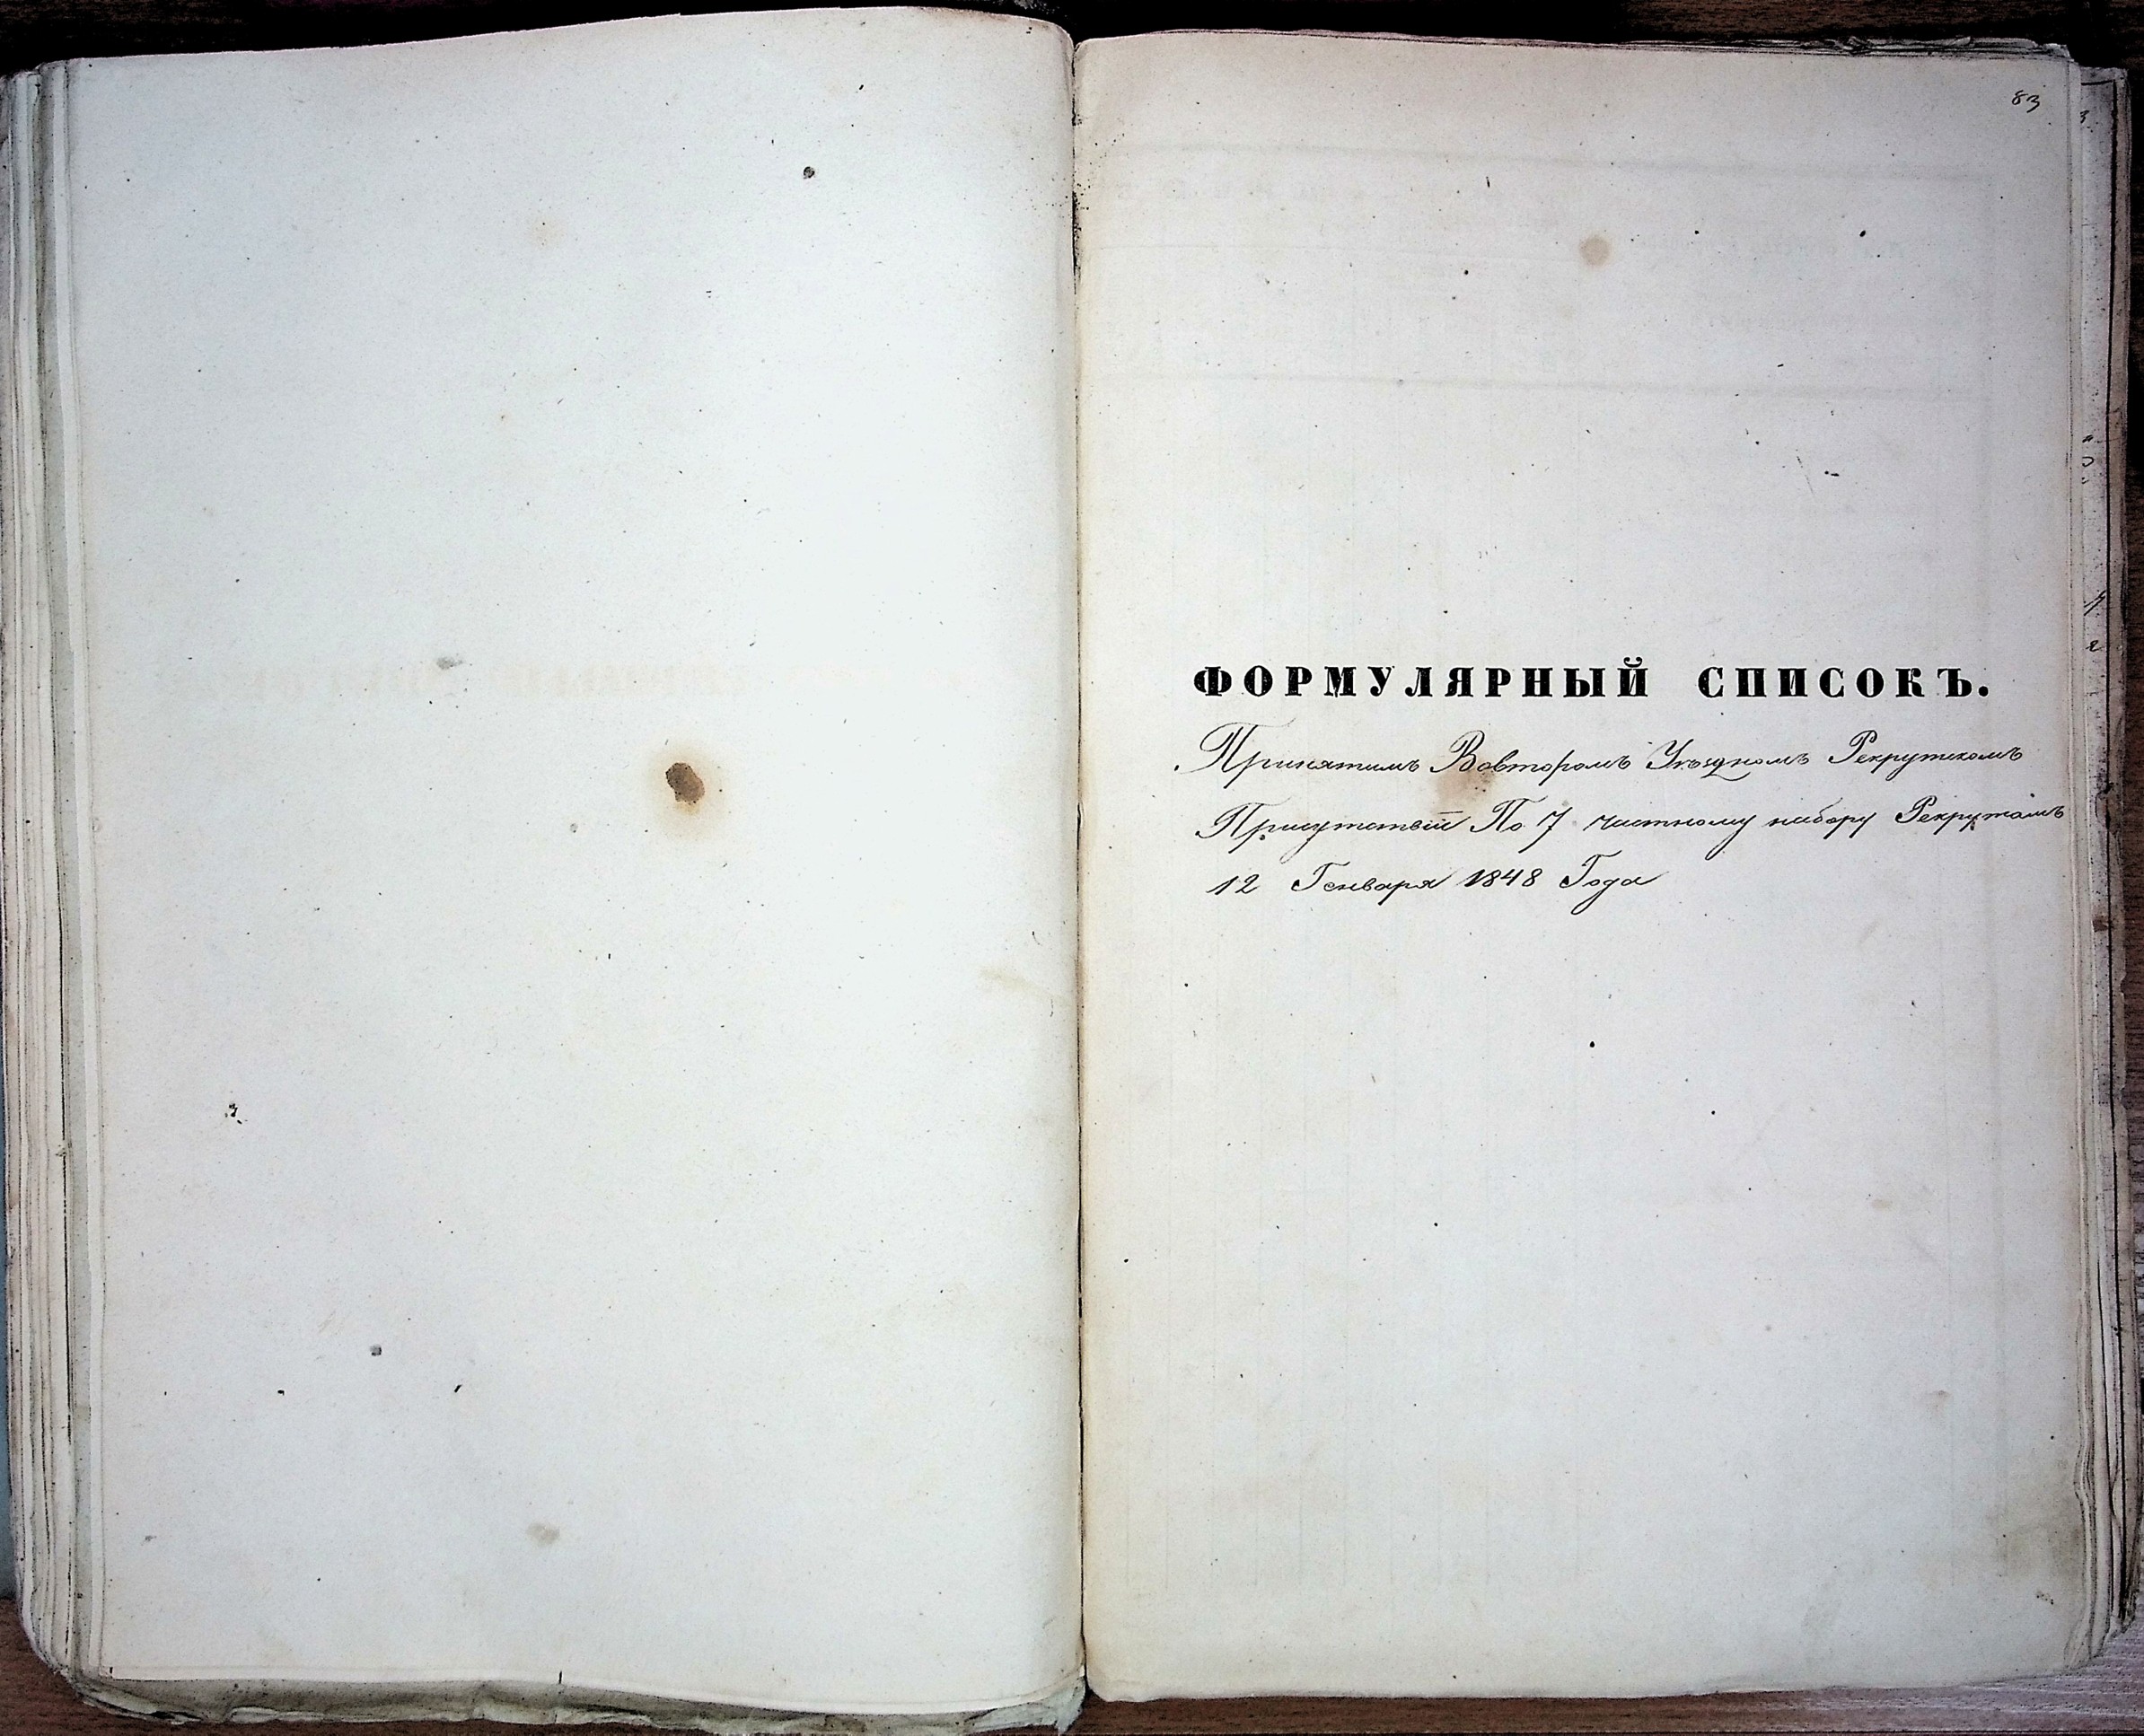 83
ФОРМУЛЯРНЫЙ СПИСОКЪ.
Принятымъ Вовторомъ Уѣздномъ Рекрутскомъ
Присутствіи По 7 частному набору Рекрутамъ
12 Генваря 1848 Года